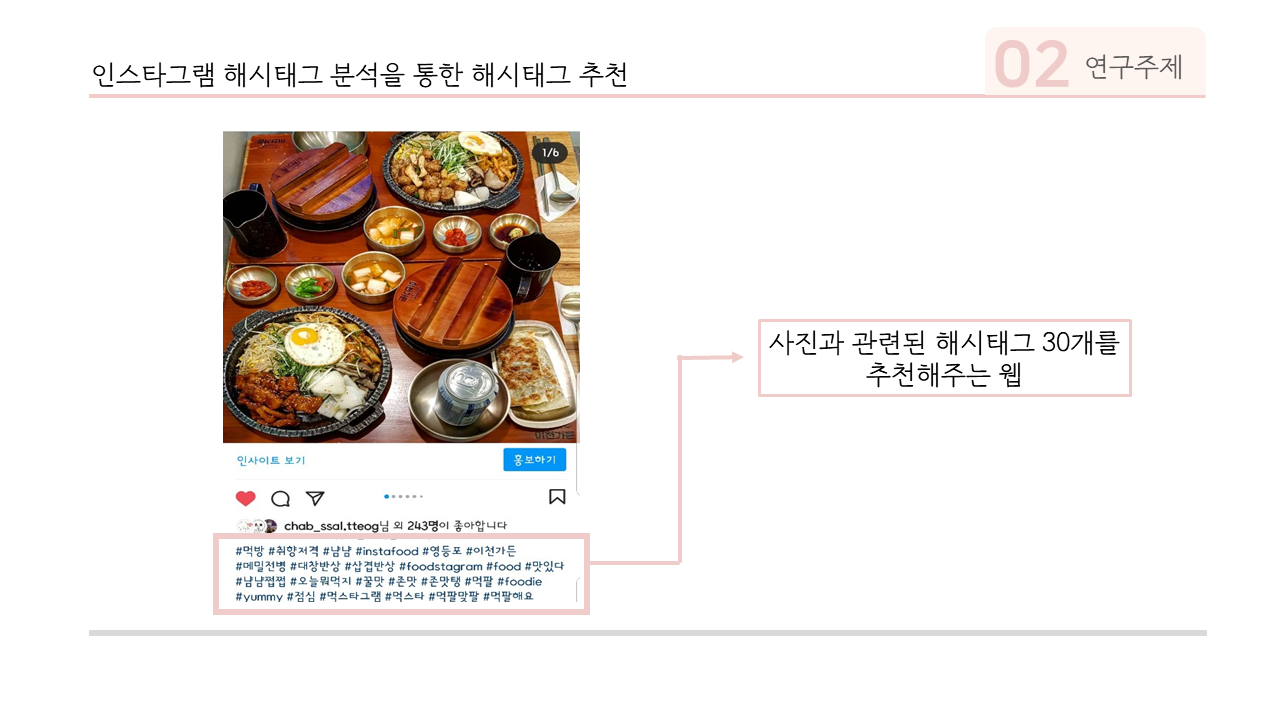 인스타그램 해시태그 분석을 통한 해시태그 추천
02 연구주제
1/6
이천가든
인사이트 보기
홍보하기
chab_ssal.tteog님 외 243명이 좋아합니다
#먹방 #취향저격 #냠냠 #instafood #영등포 #이천가든
#메밀전병 #대창반상 #삽겹반상 #foodstagram #food #맛있다
#냠냠쩝쩝 #오늘뭐먹지 #꿀맛 #존맛 #존맛탱 #먹팔 #foodie
#yummy #점심 #먹스타그램 #먹스타 #먹팔맞팔 #먹팔해요
사진과 관련된 해시태그 30개를
추천해주는 웹